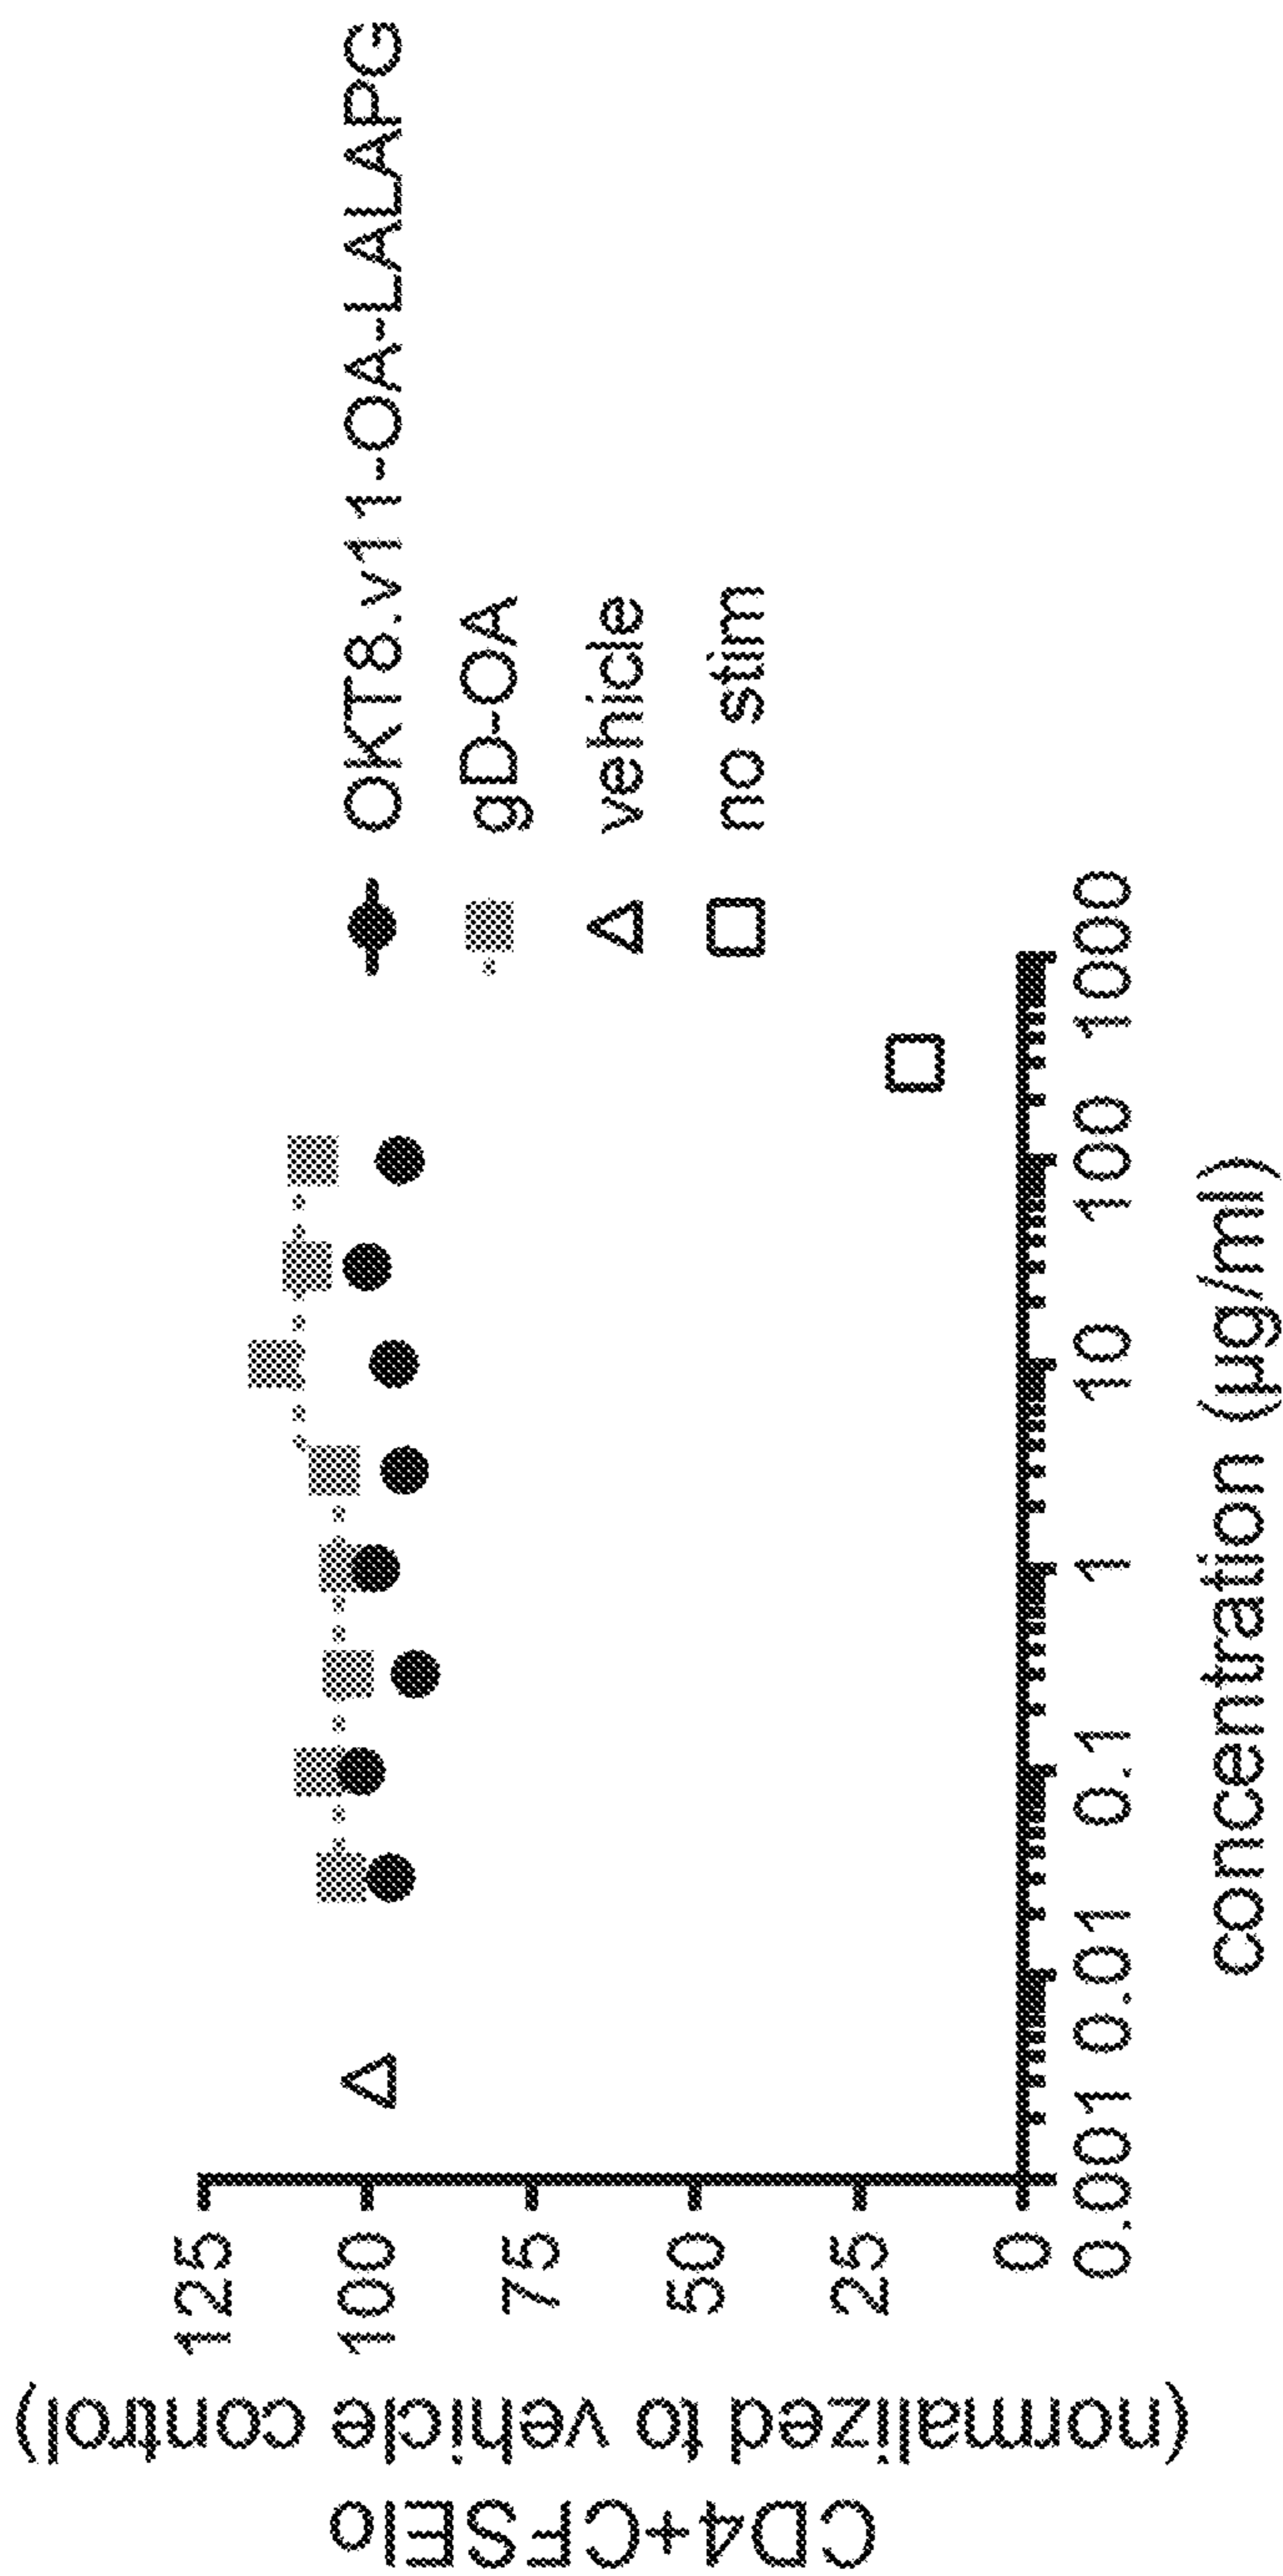 CD4+CFSElo
(normalized to vehicle control)
125
100
75
50
25
0
0.001 0.01 0.1 1 10 100 1000
concentration (µg/ml)
OKT8.v11-OA-LALAPG
gD-OA
vehicle
no stim